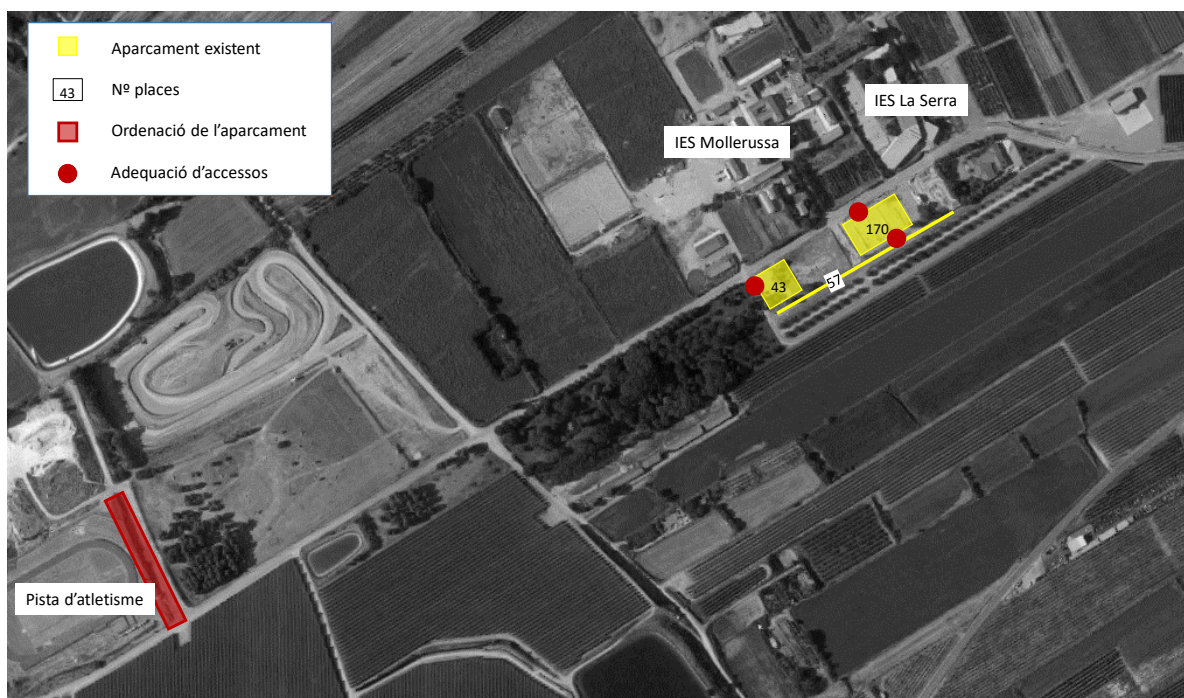 Aparcament existent
43
Nº places
Ordenació de l’aparcament
Adequació d’accessos
IES La Serra
IES Mollerussa
170
57
43
Pista d’atletisme